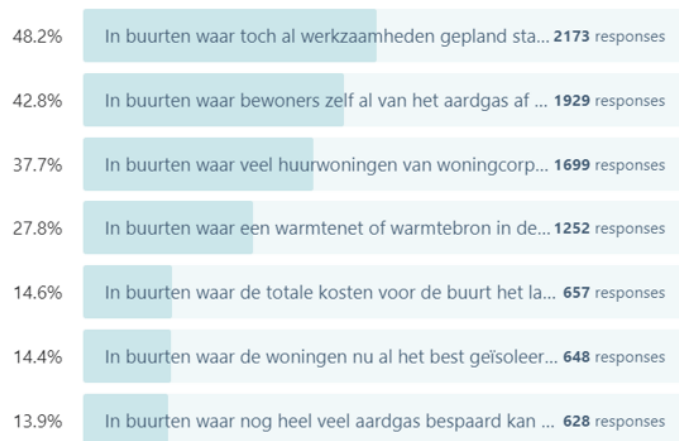 48.2% In buurten waar toch al werkzaamheden gepland sta... 2173 responses
42.8% In buurten waar bewoners zelf al van het aardgas af ... 1929 responses
37.7% In buurten waar veel huurwoningen van woningcorp... 1699 responses
27.8% In buurten waar een warmtenet of warmtebron in de... 1252 responses
14.6% In buurten waar de totale kosten voor de buurt het la... 657 responses
14.4% In buurten waar de woningen nu al het best geïsoleer... 648 responses
13.9% In buurten waar nog heel veel aardgas bespaard kan ... 628 responses